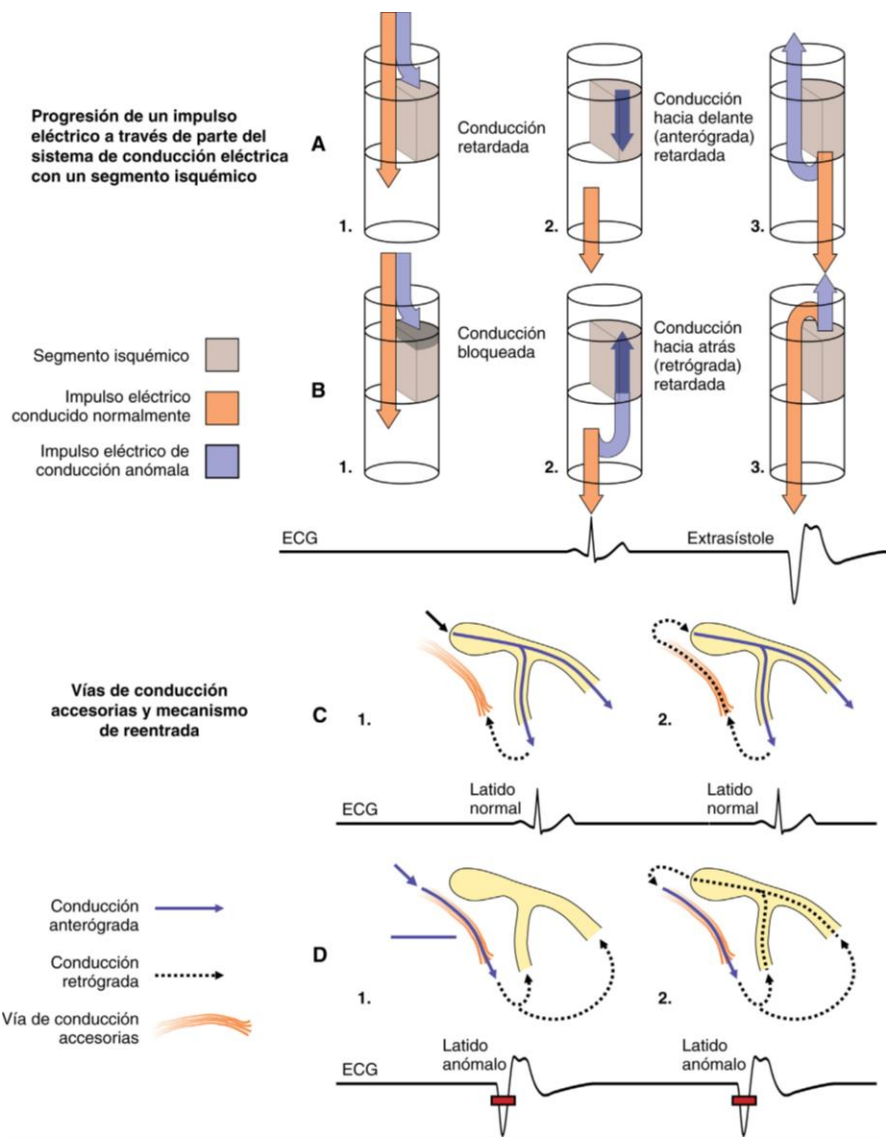 Progresión de un impulso
eléctrico a través de parte del
sistema de conducción eléctrica
con un segmento isquémico
A
Conducción
retardada
Conducción
hacia delante
(anterógrada)
retardada
1.
2.
3.
Segmento isquémico
Impulso eléctrico
conducido normalmente
Impulso eléctrico de
conducción anómala
B
Conducción
bloqueada
Conducción
hacia atrás
(retrógrada)
retardada
1.
2.
3.
ECG
Extrasístole
Vías de conducción
accesorias y mecanismo
de reentrada
C
1.
2.
ECG
Latido
normal
Latido
normal
Conducción
anterógrada
Conducción
retrógrada
Vía de conducción
accesorias
D
1.
2.
ECG
Latido
anómalo
Latido
anómalo